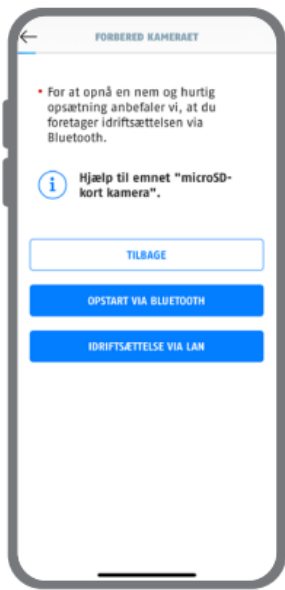 FORBERED KAMERAET
• For at opnå en nem og hurtig
opsætning anbefaler vi, at du
foretager idriftsættelsen via
Bluetooth.
i
Hjælp til emnet "microSD-
kort kamera".
TILBAGE
OPSTART VIA BLUETOOTH
IDRIFTSÆTTELSE VIA LAN